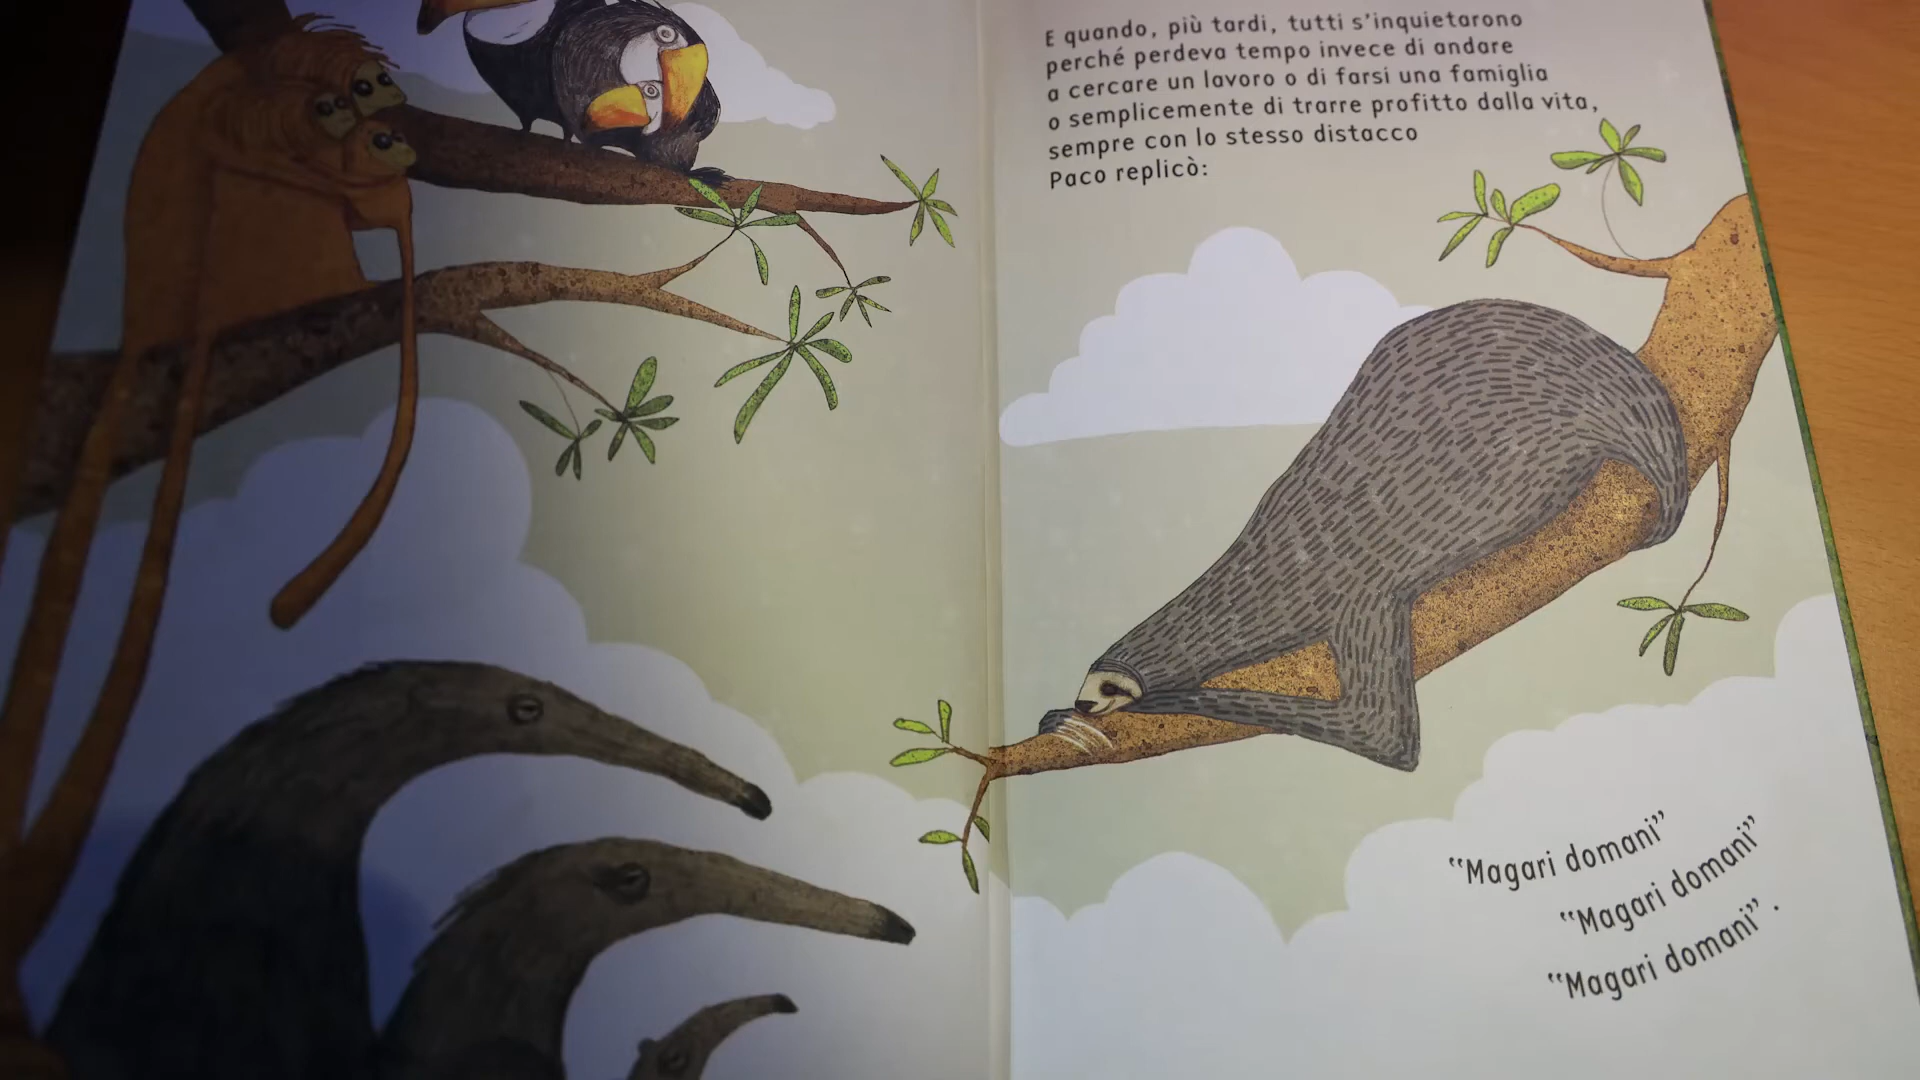 E quando, più tardi, tutti s'inquietarono
perché perdeva tempo invece di andare
a cercare un lavoro o di farsi una famiglia
o semplicemente di trarre profitto dalla vita,
sempre con lo stesso distacco
Paco replicò:
“Magari domani”
“Magari domani”
“Magari domani”.